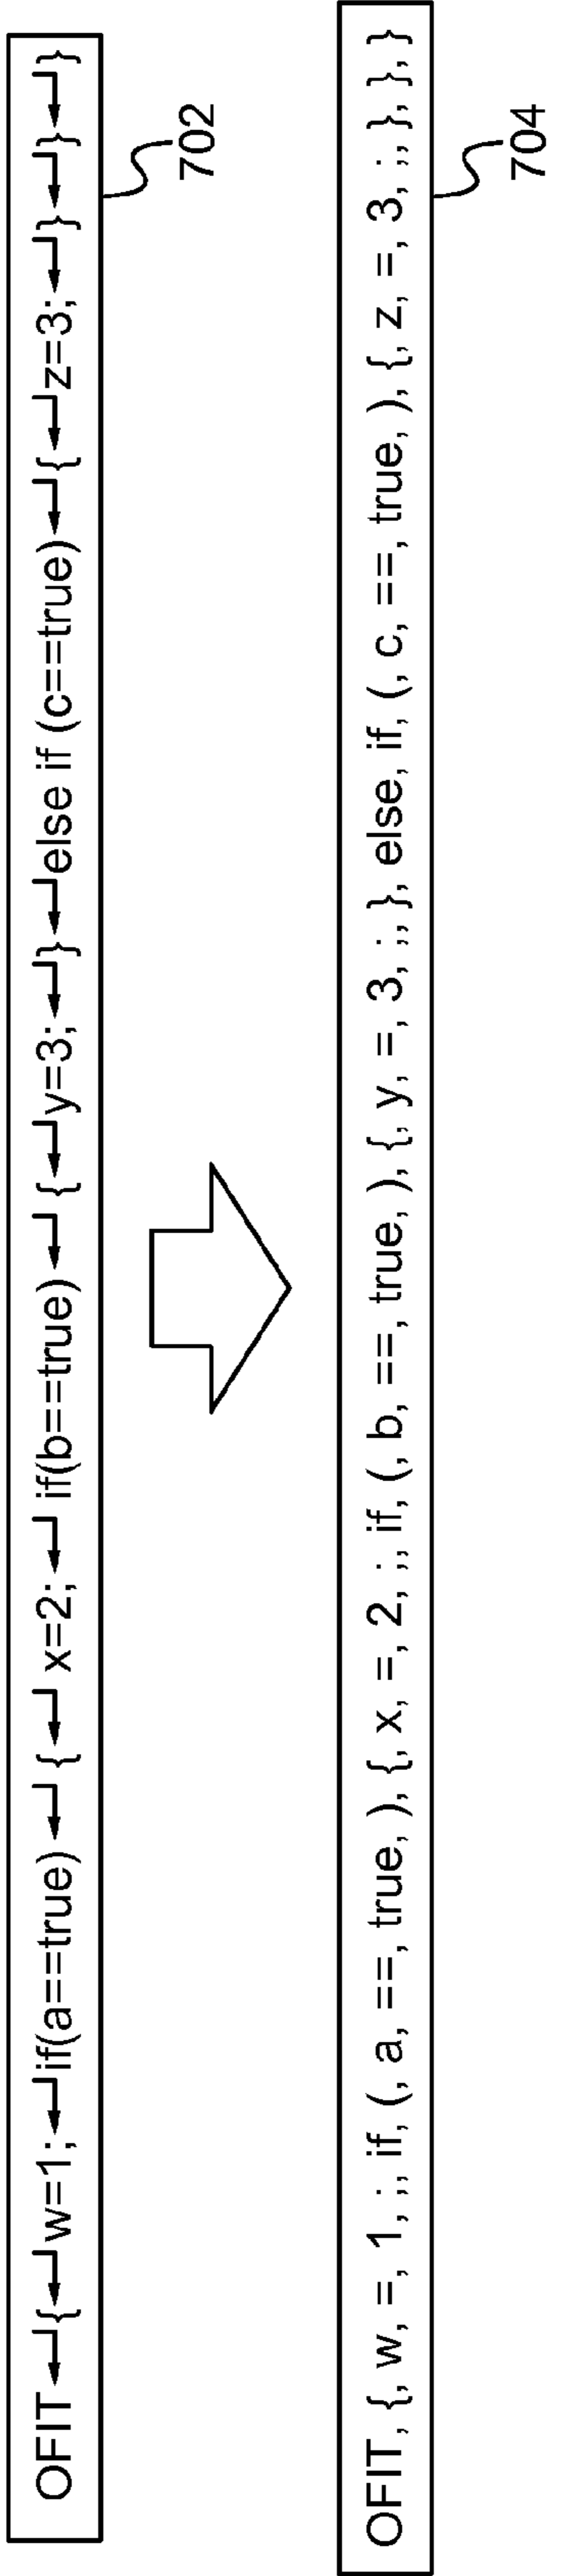 OFIT ↵ { ↵ w=1; ↵ if(a==true) ↵ { ↵ x=2; ↵ if(b==true) ↵ { ↵ y=3; ↵ } ↵ else if (c==true) ↵ { ↵ z=3; ↵ } ↵ } ↵ }
702
OFIT, {, w, =, 1, ;, if, (, a, ==, true, ), {, x, =, 2, ;, if, (, b, ==, true, ), {, y, =, 3, ;, }, else, if, (, c, ==, true, ), {, z, =, 3, ;, }, }, }
704